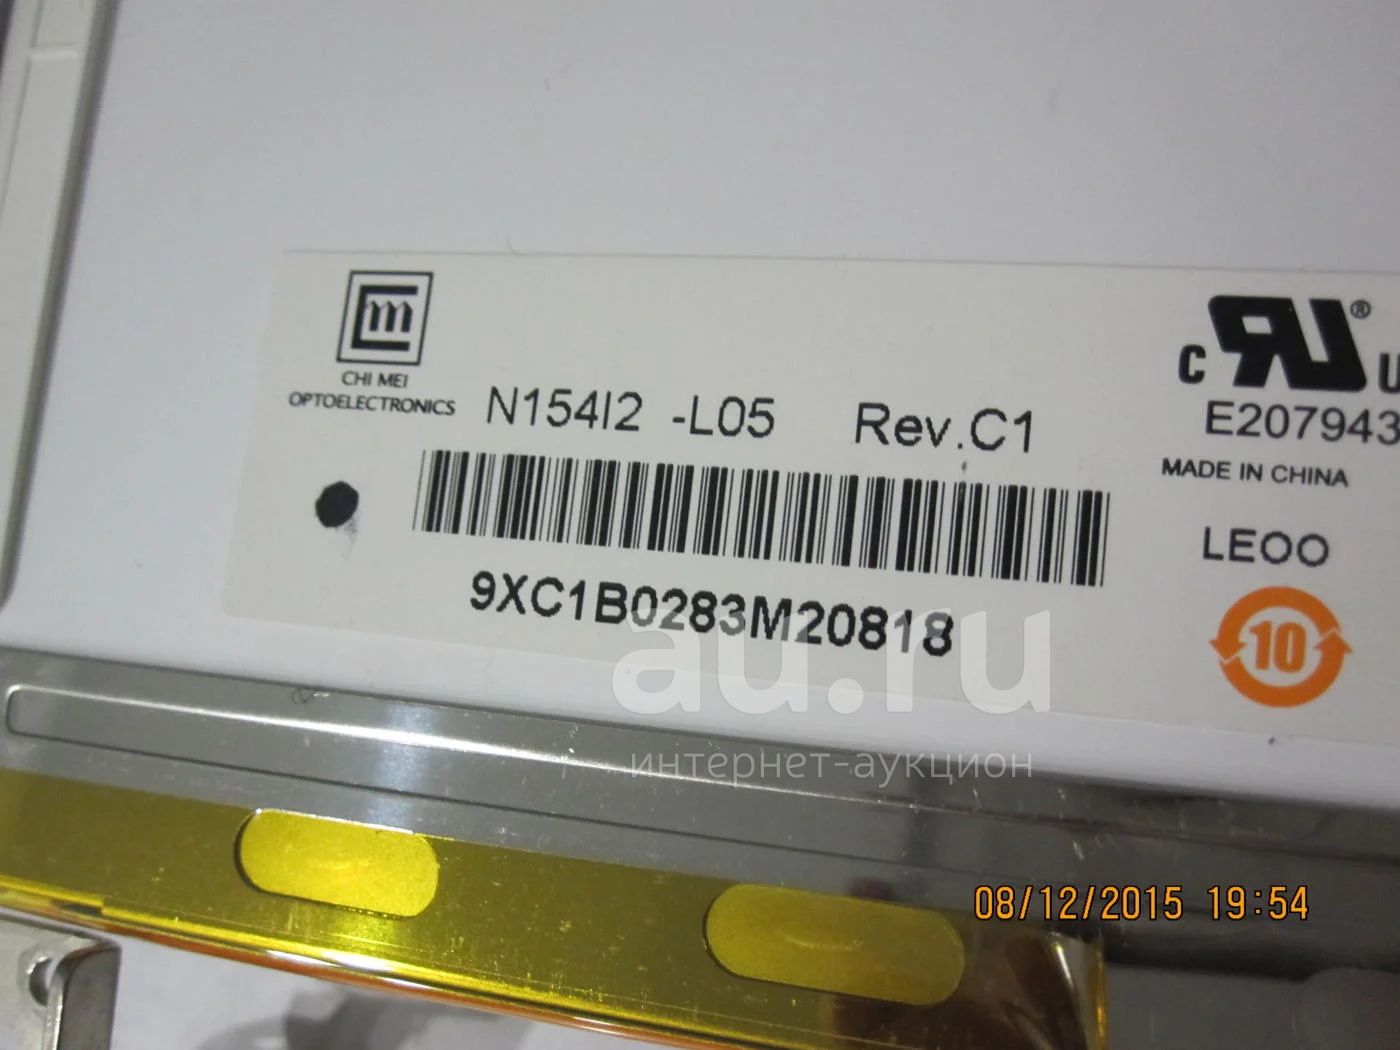 CHI MEI
OPTOELECTRONICS
N154I2 -L05 Rev.C1
9XC1B0283M20818
C ® U
E207943
MADE IN CHINA
LEOO
10
au.ru
интернет-аукцион
08/12/2015 19:54